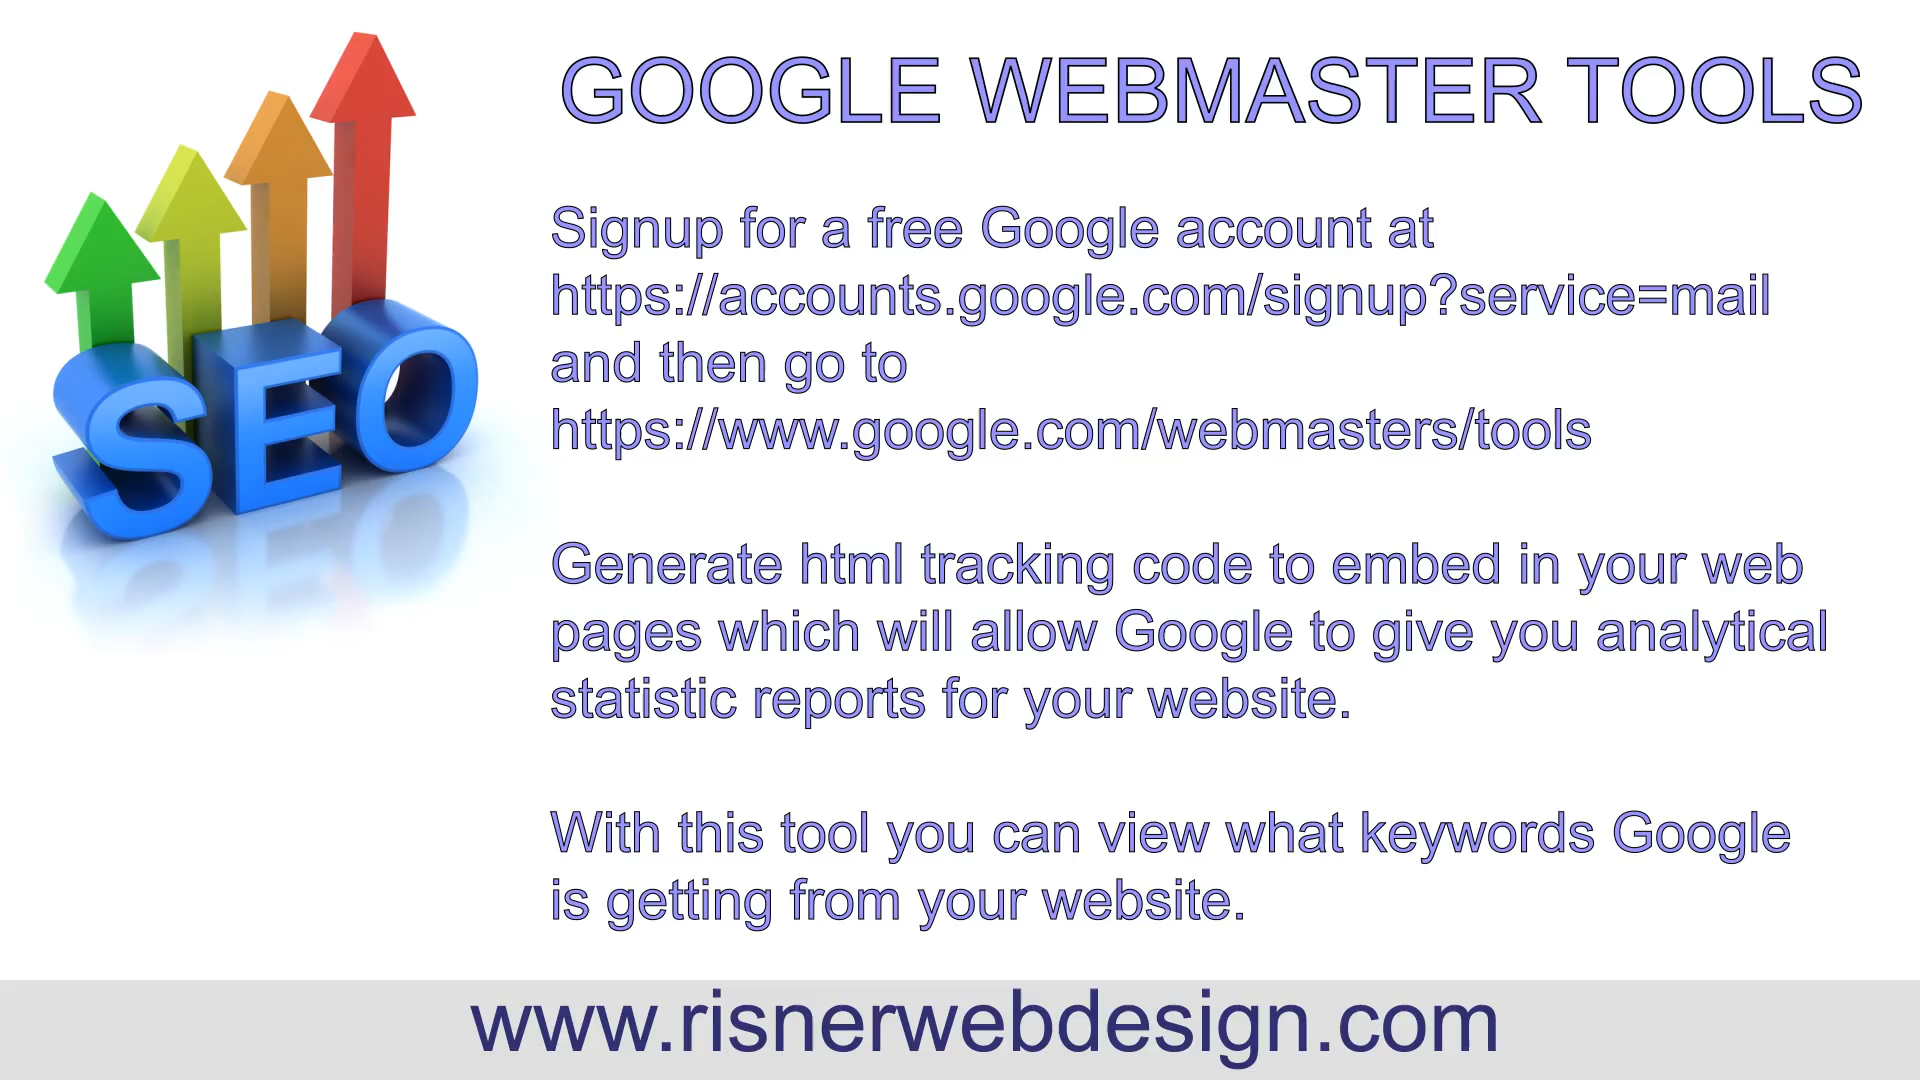 SEO
GOOGLE WEBMASTER TOOLS
Signup for a free Google account at
https://accounts.google.com/signup?service=mail
and then go to
https://www.google.com/webmasters/tools
Generate html tracking code to embed in your web
pages which will allow Google to give you analytical
statistic reports for your website.
With this tool you can view what keywords Google
is getting from your website.
www.risnerwebdesign.com